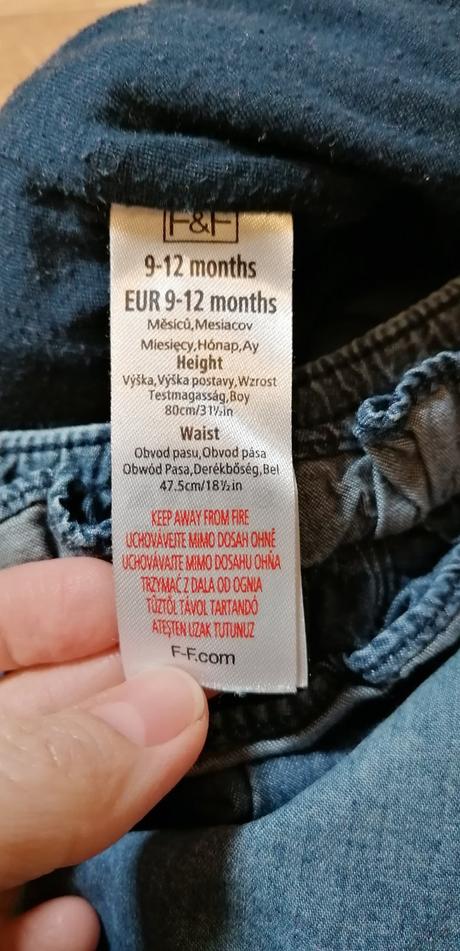 F&F
9-12 months
EUR 9-12 months
Měsíců,Mesiacov
Miesięcy,Hónap,Ay
Height
Výška,Výška postavy,Wzrost
Testmagasság,Boy
80cm/31½in
Waist
Obvod pasu,Obvod pása
Obwód Pasa,Derékbőség,Bel
47.5cm/18½in
KEEP AWAY FROM FIRE
UCHOVÁVEJTE MIMO DOSAH OHNĚ
UCHOVÁVAJTE MIMO DOSAHU OHŇA
TRZYMAĆ Z DALA OD OGNIA
TŰZTŐL TÁVOL TARTANDÓ
ATEŞTEN UZAK TUTUNUZ
F-F.com